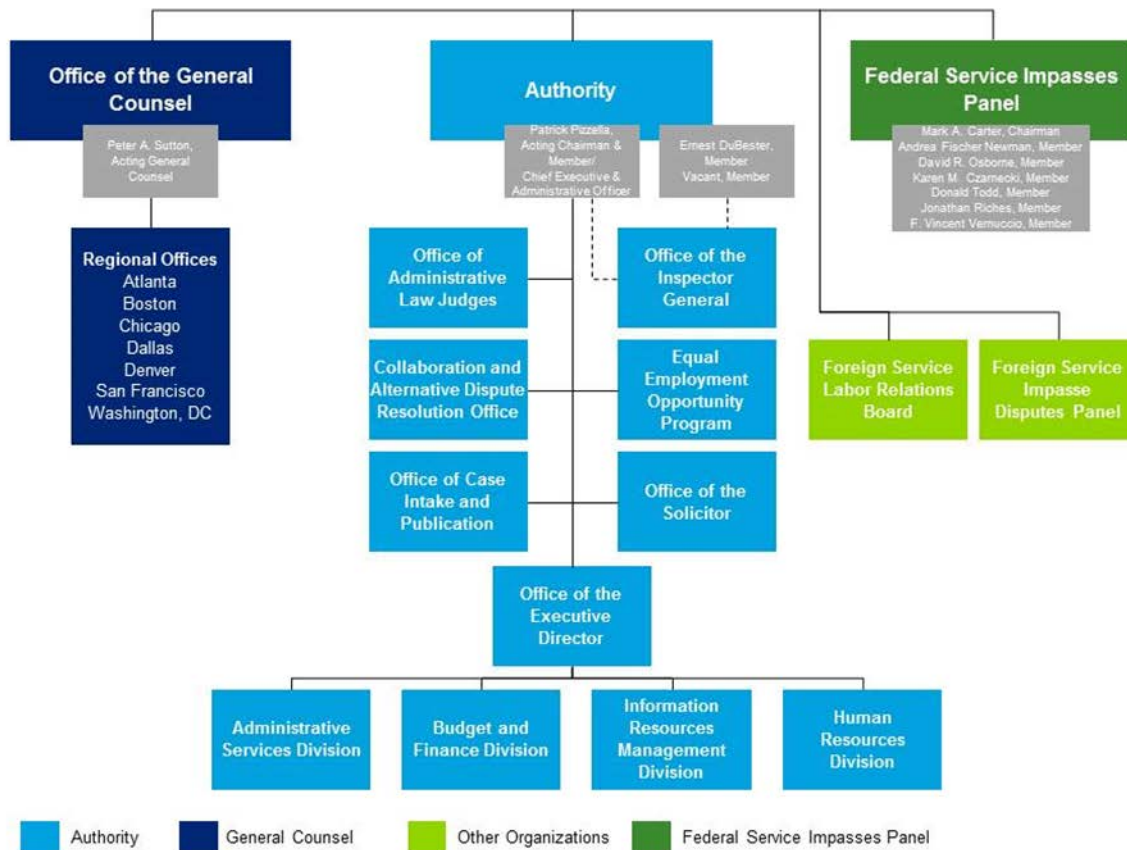 Office of the General
Counsel
Authority
Federal Service Impasses
Panel
Peter A. Sutton,
Acting General
Counsel
Patrick Pizzella,
Acting Chairman &
Member/
Chief Executive &
Administrative Officer
Ernest DuBester,
Member
Vacant, Member
Mark A. Carter, Chairman
Andrea Fischer Newman, Member
David R. Osborne, Member
Karen M. Czarnecki, Member
Donald Todd, Member
Jonathan Riches, Member
F. Vincent Vernuccio, Member
Regional Offices
Atlanta
Boston
Chicago
Dallas
Denver
San Francisco
Washington, DC
Office of
Administrative
Law Judges
Office of the
Inspector
General
Collaboration and
Alternative Dispute
Resolution Office
Equal
Employment
Opportunity
Program
Foreign Service
Labor Relations
Board
Foreign Service
Impasse
Disputes Panel
Office of Case
Intake and
Publication
Office of the
Solicitor
Office of the
Executive
Director
Administrative
Services Division
Budget and
Finance Division
Information
Resources
Management
Division
Human
Resources
Division
Authority
General Counsel
Other Organizations
Federal Service Impasses Panel